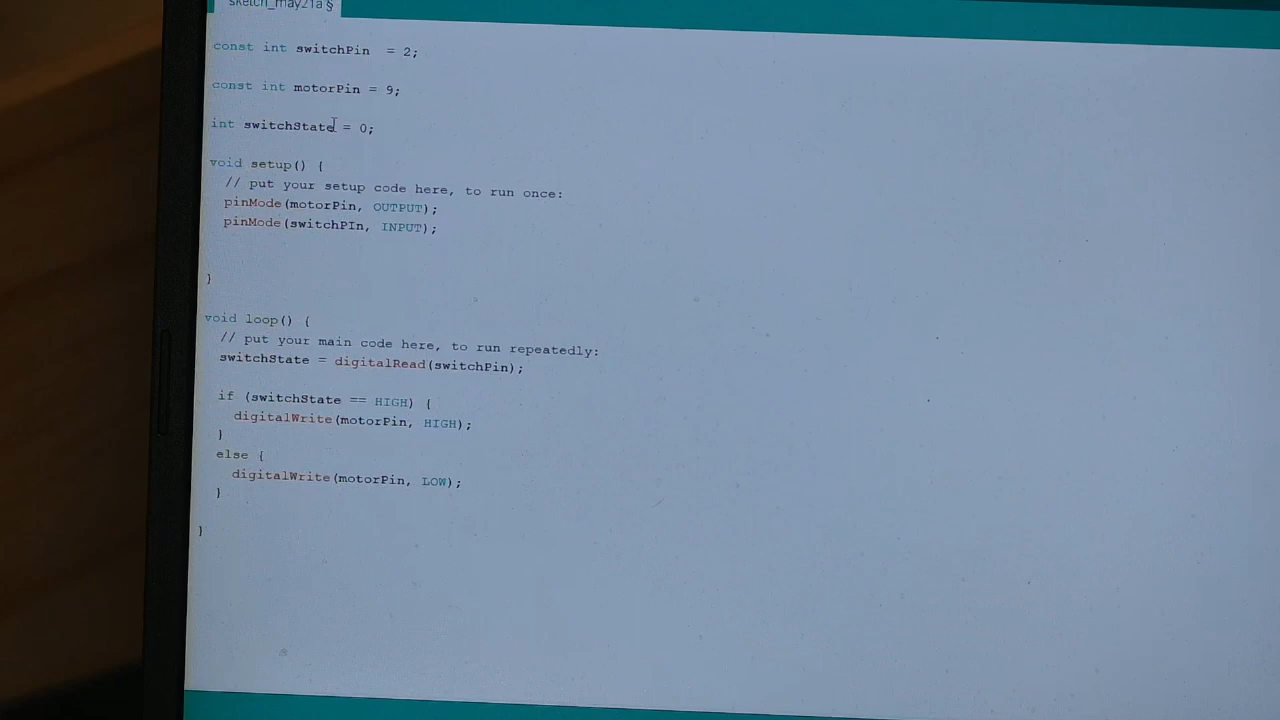 sketch_may21a §
const int switchPin  = 2;
const int motorPin = 9;
int switchState = 0;
void setup() {
// put your setup code here, to run once:
pinMode(motorPin, OUTPUT);
pinMode(switchPIn, INPUT);
}
void loop() {
// put your main code here, to run repeatedly:
switchState = digitalRead(switchPin);
if (switchState == HIGH) {
digitalWrite(motorPin, HIGH);
}
else {
digitalWrite(motorPin, LOW);
}
}